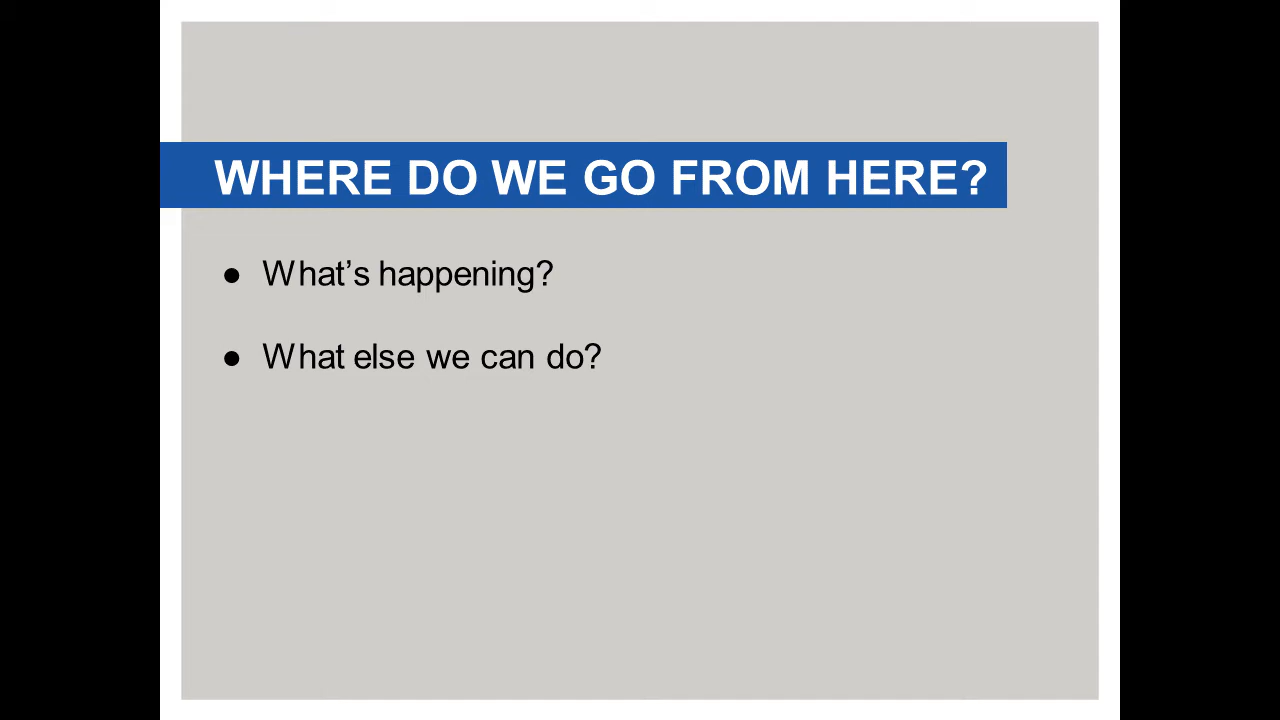 WHERE DO WE GO FROM HERE?
● What’s happening?
● What else we can do?